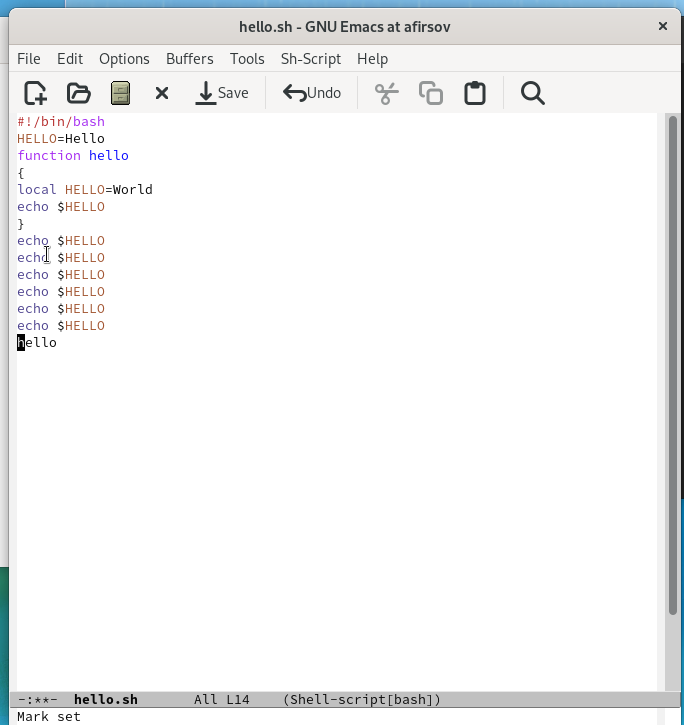 hello.sh - GNU Emacs at afirsov ×
File Edit Options Buffers Tools Sh-Script Help
Save Undo
#!/bin/bash
HELLO=Hello
function hello
{
local HELLO=World
echo $HELLO
}
echo $HELLO
echo $HELLO
echo $HELLO
echo $HELLO
echo $HELLO
echo $HELLO
hello
-:**- hello.sh All L14 (Shell-script[bash])
Mark set